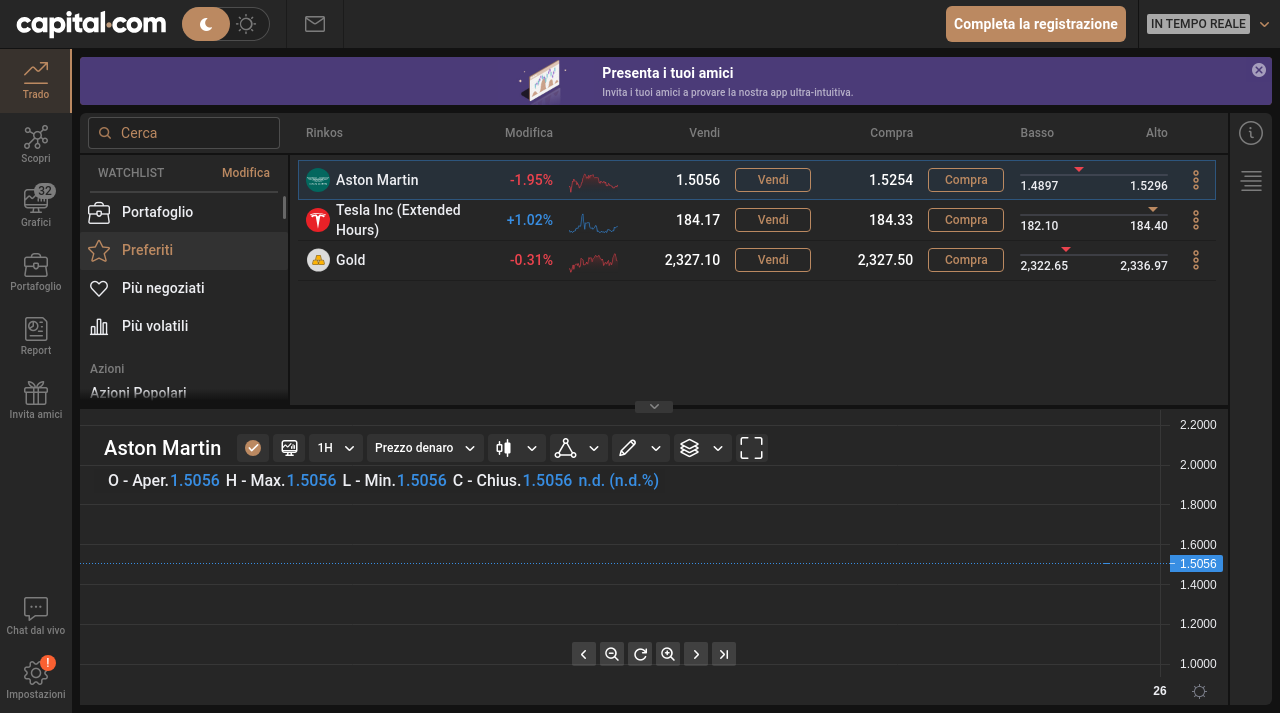 capital.com
Completa la registrazione
IN TEMPO REALE
Trado
Scopri
32
Grafici
Portafoglio
Report
Invita amici
Chat dal vivo
!
Impostazioni
Presenta i tuoi amici
Invita i tuoi amici a provare la nostra app ultra-intuitiva.
Cerca
Rinkos Modifica Vendi Compra Basso Alto
WATCHLIST Modifica
Portafoglio
Preferiti
Più negoziati
Più volatili
Azioni
Azioni Popolari
Aston Martin -1.95% 1.5056 Vendi 1.5254 Compra 1.4897 1.5296
Tesla Inc (Extended
Hours) +1.02% 184.17 Vendi 184.33 Compra 182.10 184.40
Gold -0.31% 2,327.10 Vendi 2,327.50 Compra 2,322.65 2,336.97
Aston Martin 1H Prezzo denaro
O - Aper.1.5056 H - Max.1.5056 L - Min.1.5056 C - Chius.1.5056 n.d. (n.d.%)
2.2000
2.0000
1.8000
1.6000
1.5056
1.4000
1.2000
1.0000
26